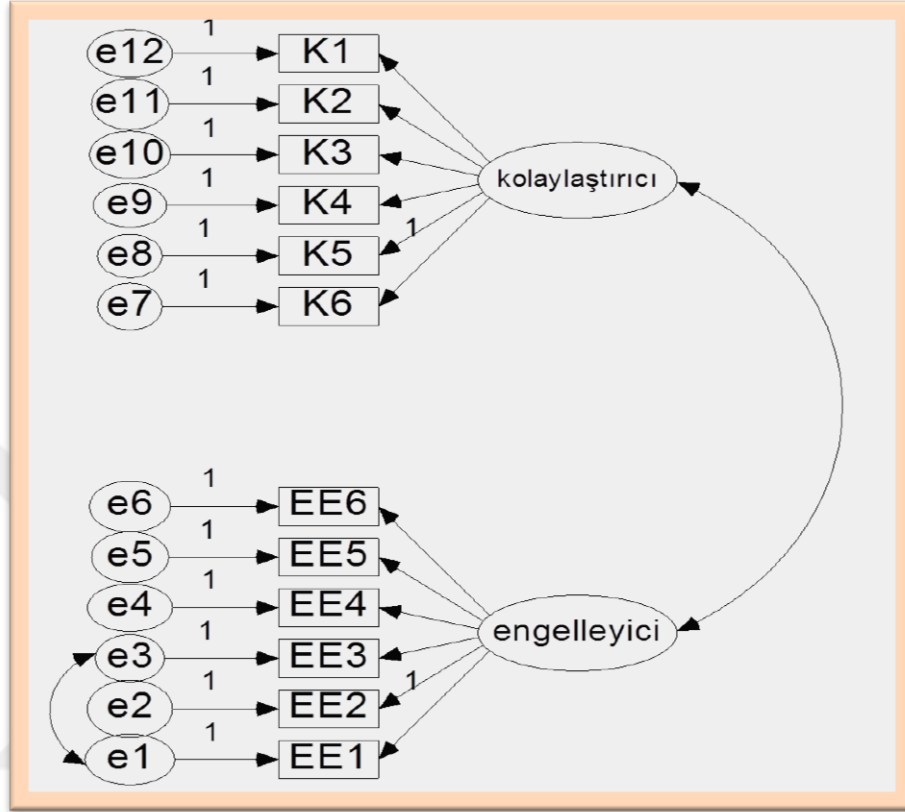 1
e12 K1
1
e11 K2
1
e10 K3
kolaylaştırıcı
1
e9 K4
1 1
e8 K5
1
e7 K6
1
e6 EE6
1
e5 EE5
1
e4 EE4
engelleyici
1
e3 EE3
1 1
e2 EE2
1
e1 EE1